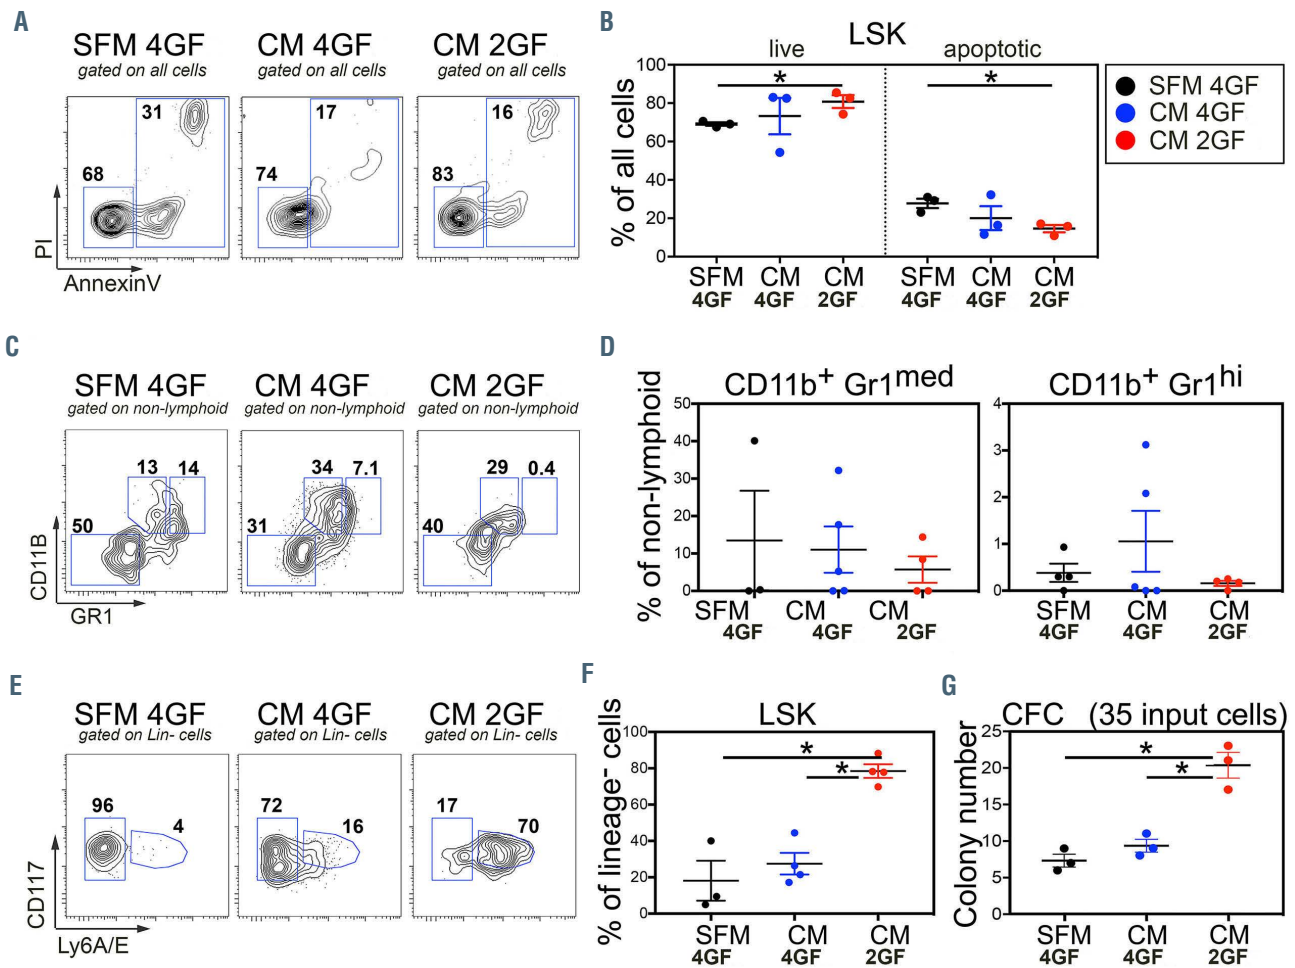 A
SFM 4GF
gated on all cells
CM 4GF
gated on all cells
CM 2GF
gated on all cells
31
68
17
74
16
83
PI
AnnexinV
B
LSK
live
apoptotic
% of all cells
100
80
60
40
20
0
*
*
SFM
4GF
CM
4GF
CM
2GF
SFM
4GF
CM
4GF
CM
2GF
SFM 4GF
CM 4GF
CM 2GF
C
SFM 4GF
gated on non-lymphoid
CM 4GF
gated on non-lymphoid
CM 2GF
gated on non-lymphoid
13
14
50
34
7.1
31
29
0.4
40
CD11B
GR1
D
CD11b+ Gr1med
% of non-lymphoid
50
40
30
20
10
0
SFM
4GF
CM
4GF
CM
2GF
CD11b+ Gr1hi
4
3
2
1
0
SFM
4GF
CM
4GF
CM
2GF
E
SFM 4GF
gated on Lin- cells
CM 4GF
gated on Lin- cells
CM 2GF
gated on Lin- cells
96
4
72
16
17
70
CD117
Ly6A/E
F
LSK
% of lineage- cells
100
80
60
40
20
0
*
*
SFM
4GF
CM
4GF
CM
2GF
G
CFC (35 input cells)
Colony number
25
20
15
10
5
0
*
*
SFM
4GF
CM
4GF
CM
2GF